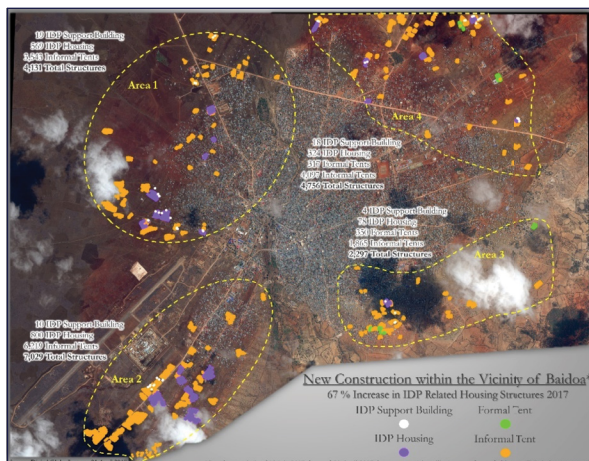 19 IDP Support Building
569 IDP Housing
3,543 Informal Tents
4,131 Total Structures
Area 1
Area 4
18 IDP Support Building
324 IDP Housing
317 Formal Tents
4,097 Informal Tents
4,756 Total Structures
4 IDP Support Building
78 IDP Housing
350 Formal Tents
1,865 Informal Tents
2,297 Total Structures
Area 3
10 IDP Support Building
800 IDP Housing
6,219 Informal Tents
7,029 Total Structures
Area 2
New Construction within the Vicinity of Baidoa
67 % Increase in IDP Related Housing Structures 2017
IDP Support Building
Formal Tent
IDP Housing
Informal Tent